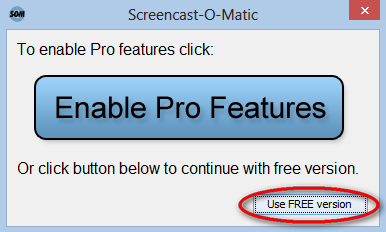 SOM
Screencast-O-Matic
To enable Pro features click:
Enable Pro Features
Or click button below to continue with free version.
Use FREE version